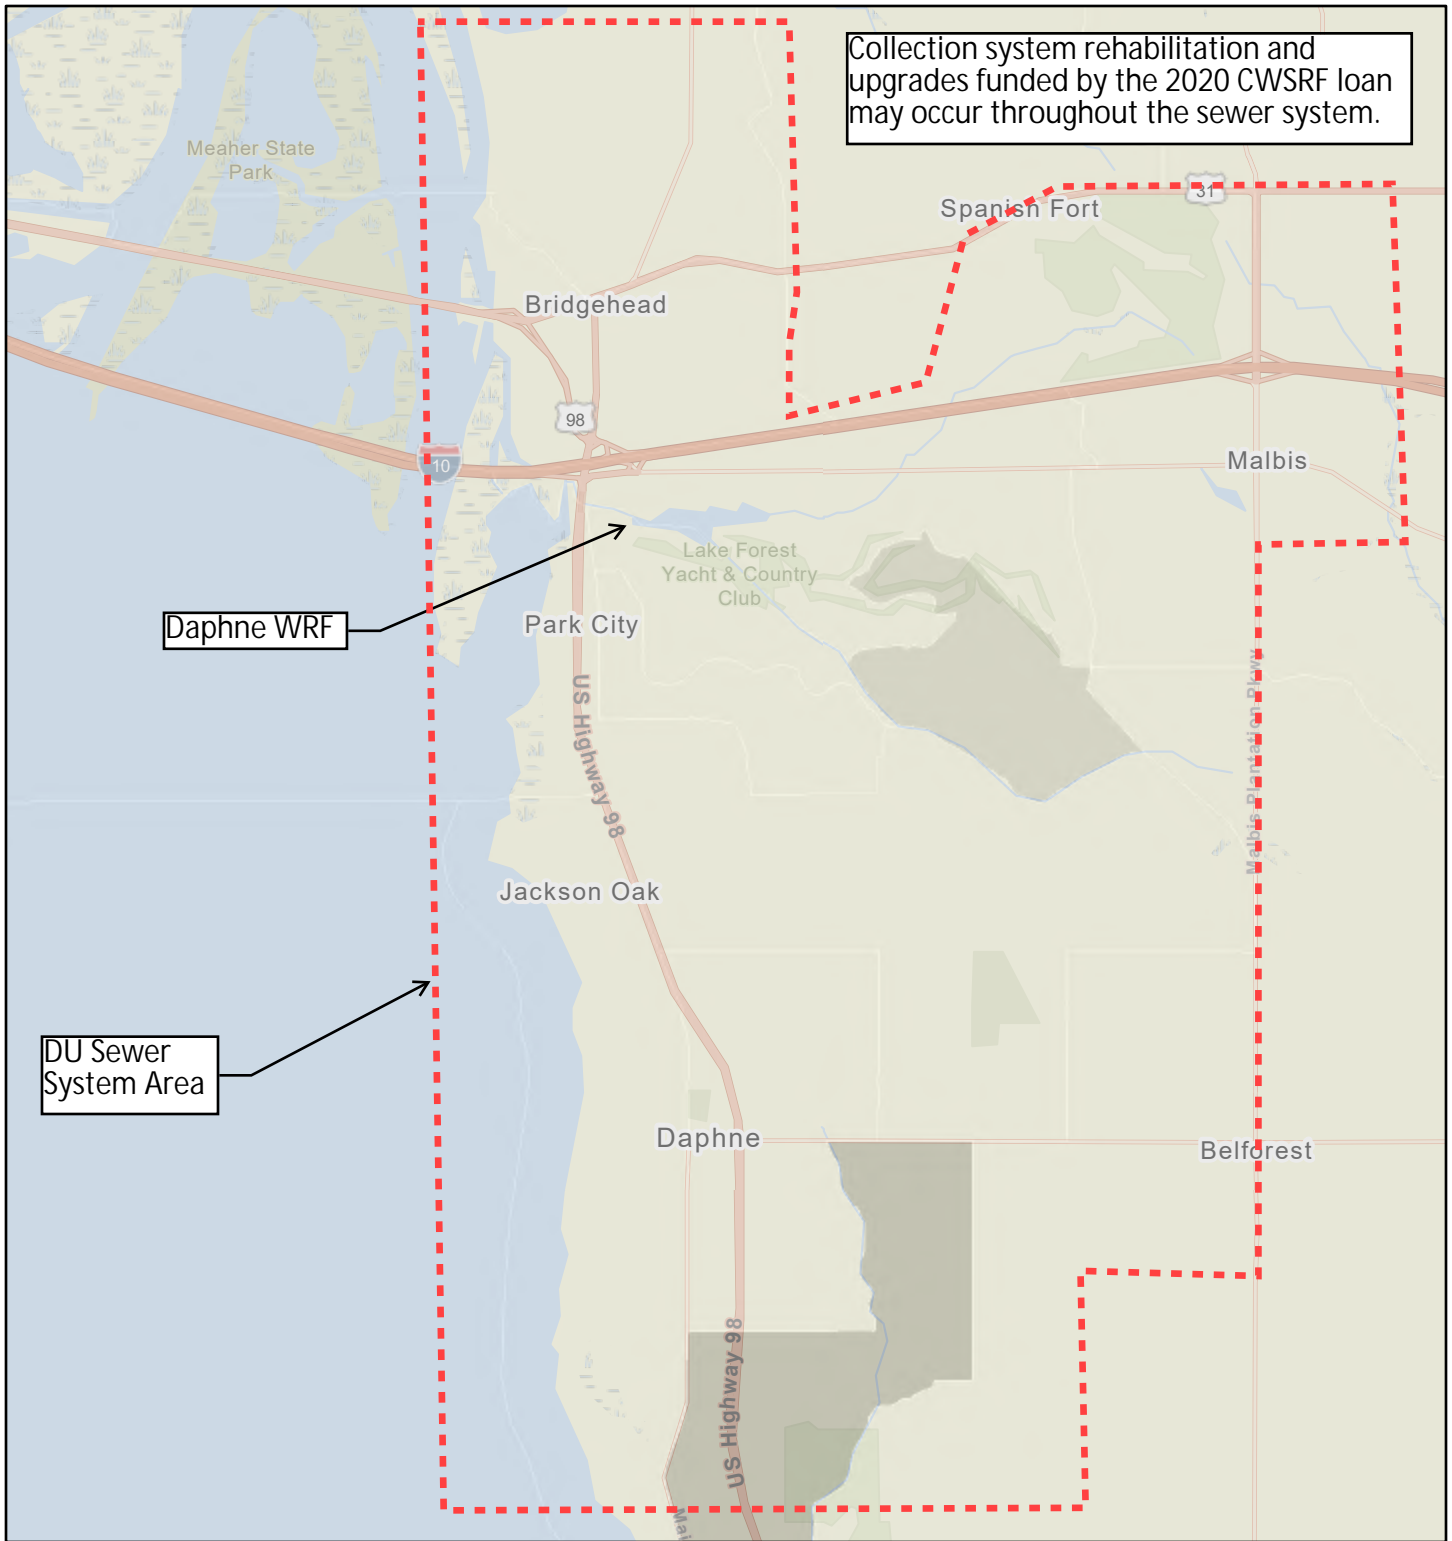 Collection system rehabilitation and
upgrades funded by the 2020 CWSRF loan
may occur throughout the sewer system.
Meaher State
Park
31
Spanish Fort
Bridgehead
98
10
Malbis
Lake Forest
Yacht & Country
Club
Daphne WRF
Park City
US Highway 98
Malbis Plantation Pkwy
Jackson Oak
DU Sewer
System Area
Daphne
Belforest
US Highway 98
Mai